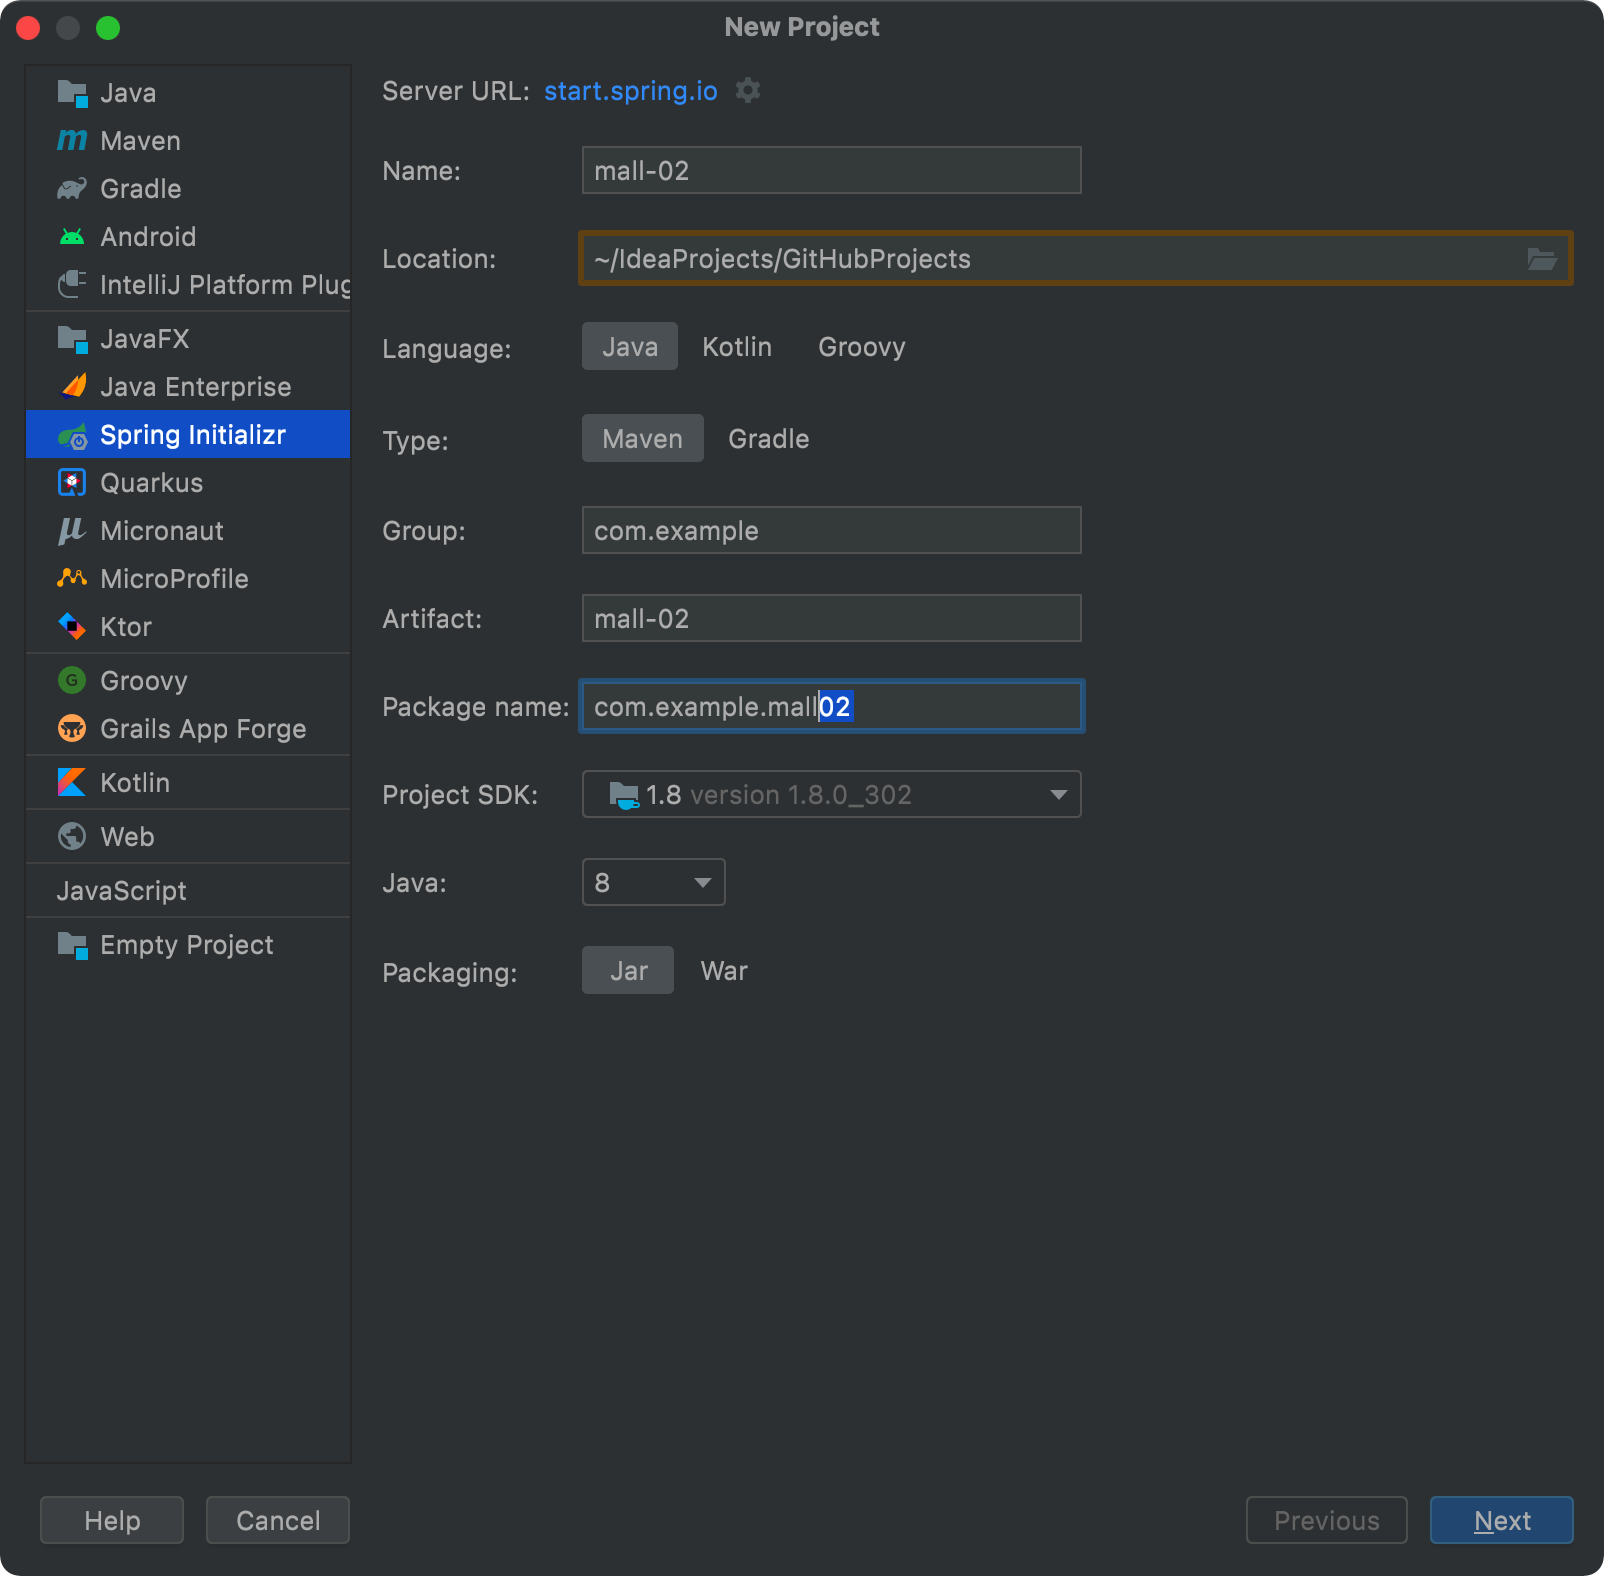 New Project
Java
Maven
Gradle
Android
IntelliJ Platform Plug
JavaFX
Java Enterprise
Spring Initializr
Quarkus
Micronaut
MicroProfile
Ktor
Groovy
Grails App Forge
Kotlin
Web
JavaScript
Empty Project
Server URL: start.spring.io
Name: mall-02
Location: ~/IdeaProjects/GitHubProjects
Language: Java Kotlin Groovy
Type: Maven Gradle
Group: com.example
Artifact: mall-02
Package name: com.example.mall02
Project SDK: 1.8 version 1.8.0_302
Java: 8
Packaging: Jar War
Help Cancel Previous Next